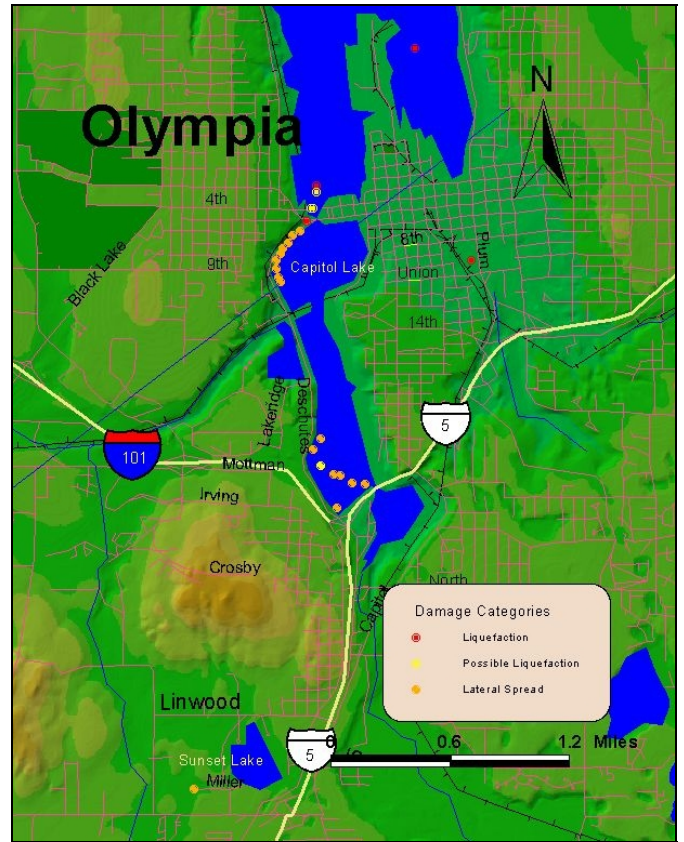 N
Olympia
4th
8th
Plum
9th
Capitol Lake
Union
Black Lake
14th
Lakeridge
Deschutes
5
101
Mottman
Irving
Crosby
North
Capitol
Damage Categories
Liquefaction
Possible Liquefaction
Lateral Spread
Linwood
0 0.6 1.2 Miles
5
Sunset Lake
Miller